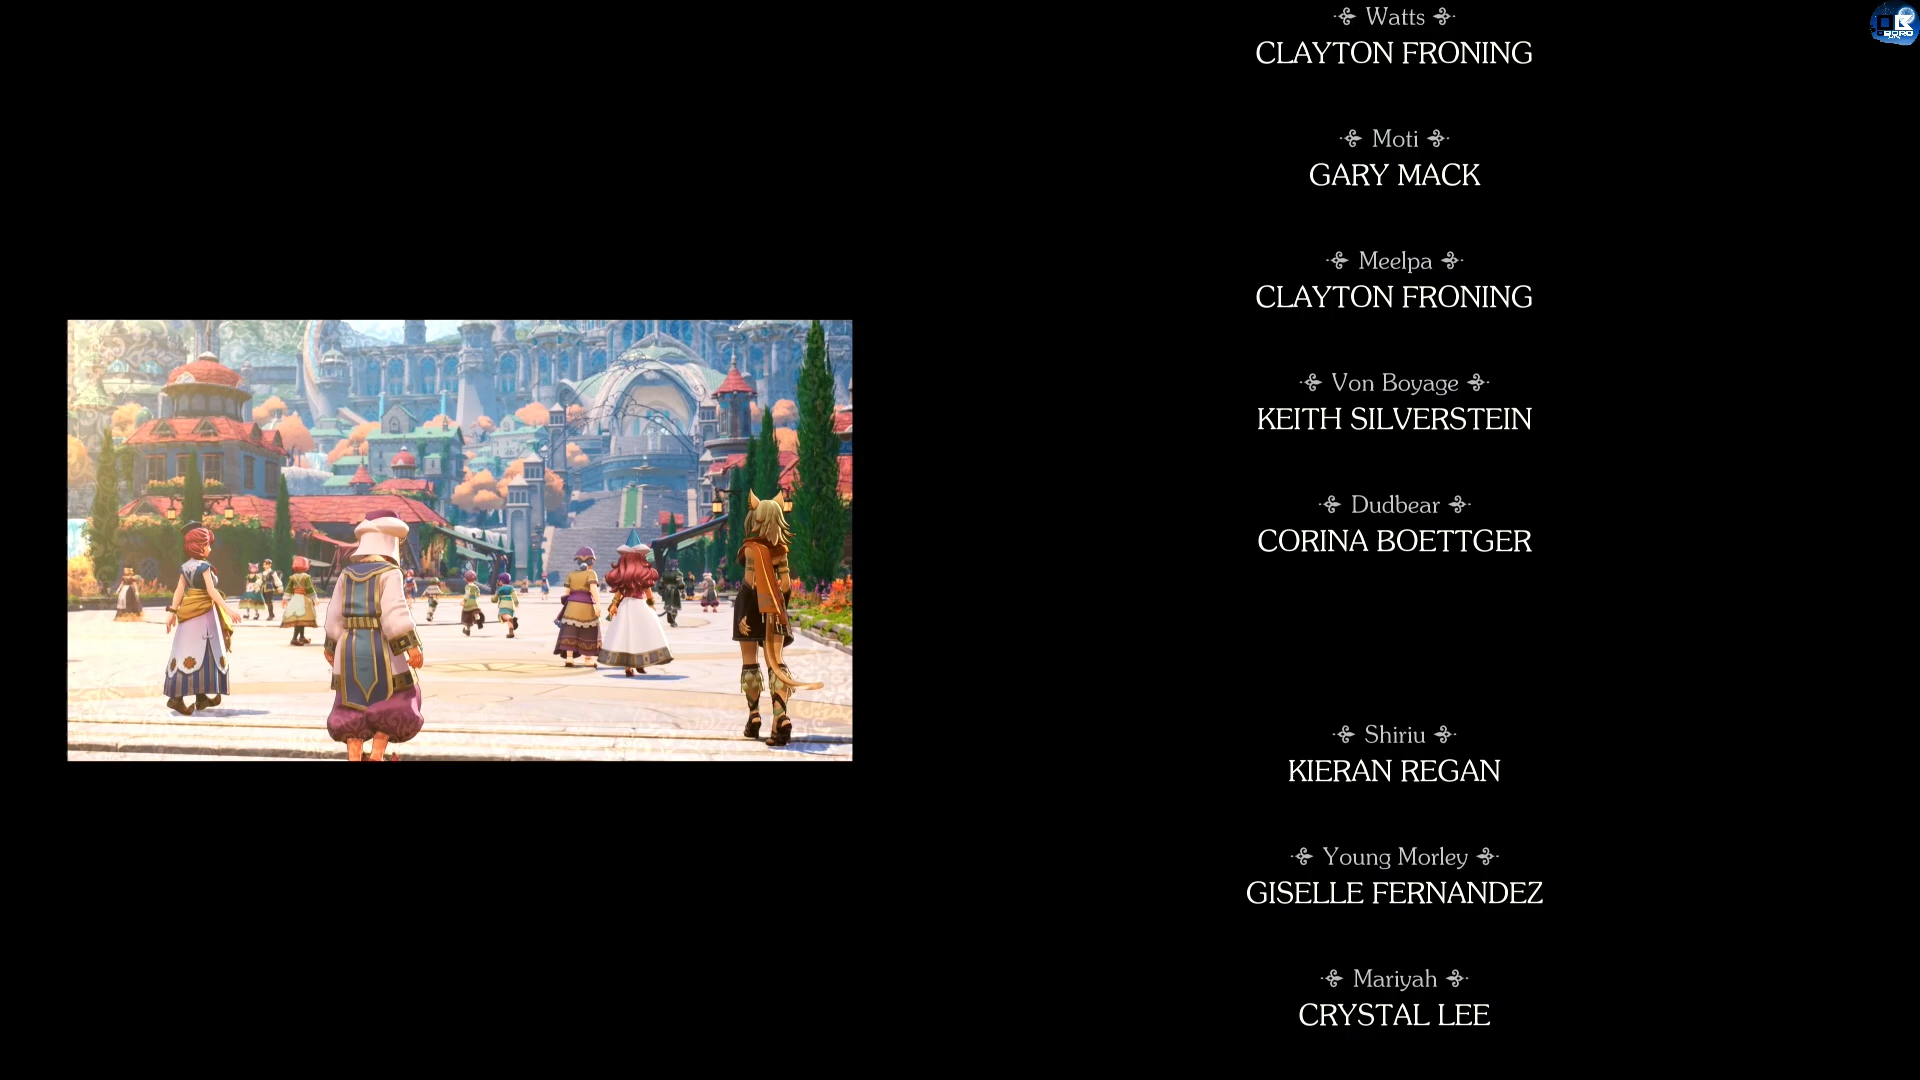 Watts
CLAYTON FRONING
Moti
GARY MACK
Meelpa
CLAYTON FRONING
Von Boyage
KEITH SILVERSTEIN
Dudbear
CORINA BOETTGER
Shiriu
KIERAN REGAN
Young Morley
GISELLE FERNANDEZ
Mariyah
CRYSTAL LEE